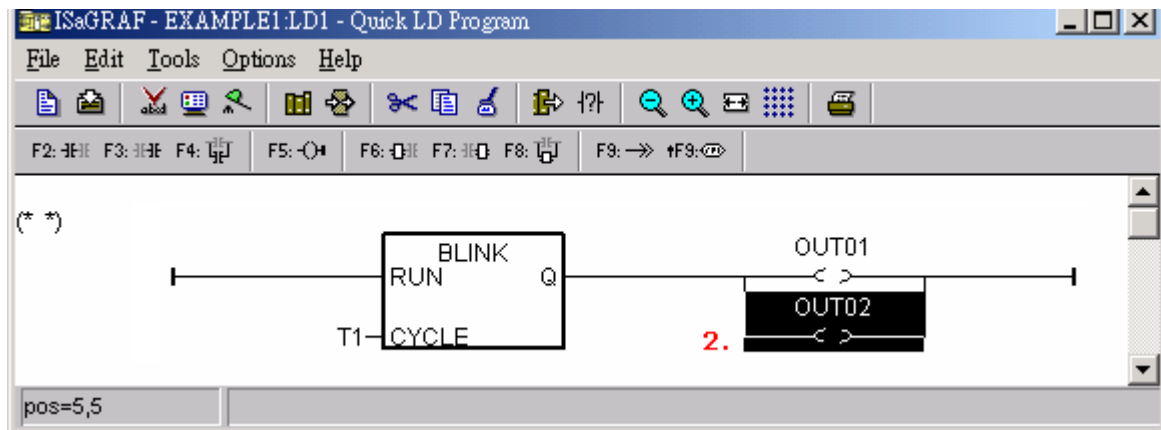 ISaGRAF - EXAMPLE1:LD1 - Quick LD Program
File Edit Tools Options Help
F2: F3: F4: F5: F6: F7: F8: F9: F9:
(* *)
BLINK
OUT01
RUN Q
OUT02
T1 CYCLE
2.
pos=5,5